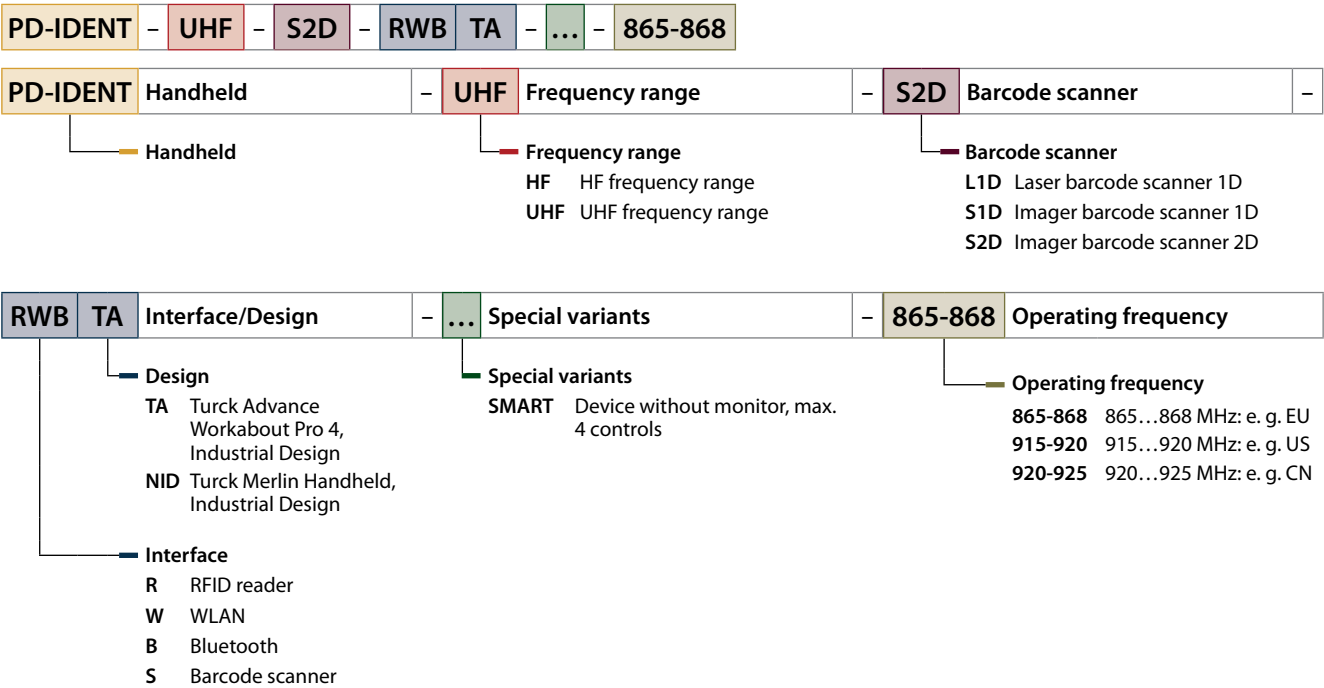 PD-IDENT – UHF – S2D – RWB TA – … – 865-868
PD-IDENT Handheld – UHF Frequency range – S2D Barcode scanner –
Handheld
Frequency range
HF HF frequency range
UHF UHF frequency range
Barcode scanner
L1D Laser barcode scanner 1D
S1D Imager barcode scanner 1D
S2D Imager barcode scanner 2D
RWB TA Interface/Design – … Special variants – 865-868 Operating frequency
Design
TA Turck Advance
Workabout Pro 4,
Industrial Design
NID Turck Merlin Handheld,
Industrial Design
Interface
R RFID reader
W WLAN
B Bluetooth
S Barcode scanner
Special variants
SMART Device without monitor, max.
4 controls
Operating frequency
865-868 865…868 MHz: e. g. EU
915-920 915…920 MHz: e. g. US
920-925 920…925 MHz: e. g. CN